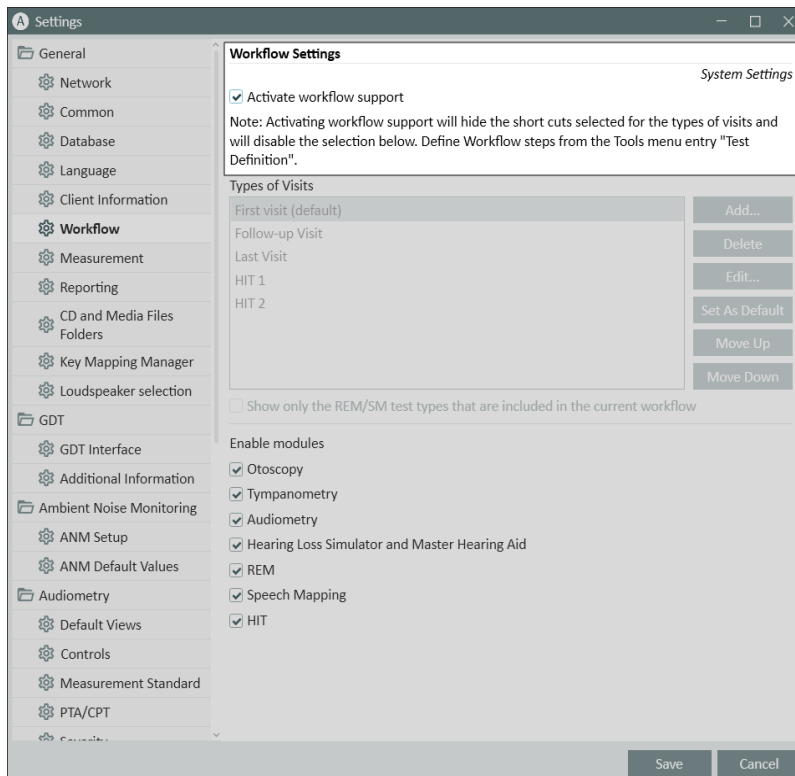 A Settings
General
Network
Common
Database
Language
Client Information
Workflow
Measurement
Reporting
CD and Media Files
Folders
Key Mapping Manager
Loudspeaker selection
GDT
GDT Interface
Additional Information
Ambient Noise Monitoring
ANM Setup
ANM Default Values
Audiometry
Default Views
Controls
Measurement Standard
PTA/CPT
Workflow Settings
System Settings
Activate workflow support
Note: Activating workflow support will hide the short cuts selected for the types of visits and
will disable the selection below. Define Workflow steps from the Tools menu entry "Test
Definition".
Types of Visits
First visit (default)
Follow-up Visit
Last Visit
HIT 1
HIT 2
Add...
Delete
Edit...
Set As Default
Move Up
Move Down
Show only the REM/SM test types that are included in the current workflow
Enable modules
Otoscopy
Tympanometry
Audiometry
Hearing Loss Simulator and Master Hearing Aid
REM
Speech Mapping
HIT
Save
Cancel